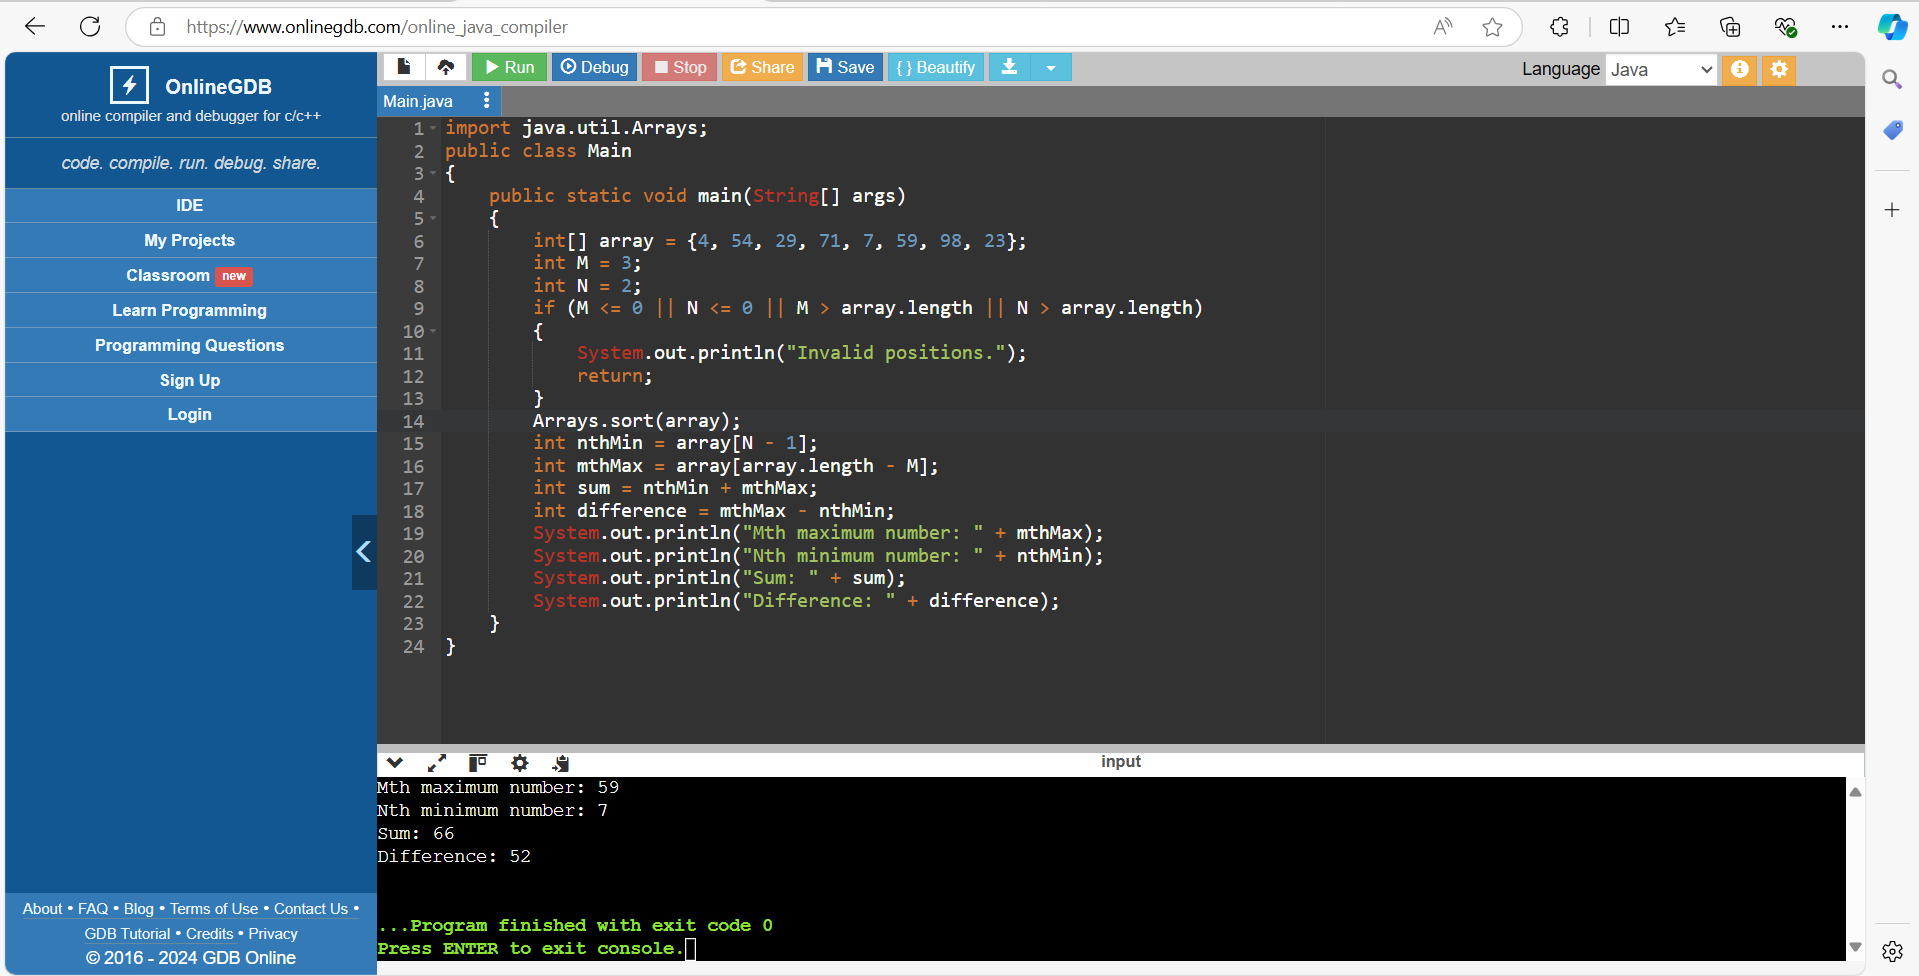 https://www.onlinegdb.com/online_java_compiler
OnlineGDB
online compiler and debugger for c/c++
code. compile. run. debug. share.
IDE
My Projects
Classroom new
Learn Programming
Programming Questions
Sign Up
Login
About • FAQ • Blog • Terms of Use • Contact Us •
GDB Tutorial • Credits • Privacy
© 2016 - 2024 GDB Online
Run Debug Stop Share Save { } Beautify
Language Java
Main.java
1 import java.util.Arrays;
2 public class Main
3 {
4     public static void main(String[] args)
5     {
6         int[] array = {4, 54, 29, 71, 7, 59, 98, 23};
7         int M = 3;
8         int N = 2;
9         if (M <= 0 || N <= 0 || M > array.length || N > array.length)
10         {
11             System.out.println("Invalid positions.");
12             return;
13         }
14         Arrays.sort(array);
15         int nthMin = array[N - 1];
16         int mthMax = array[array.length - M];
17         int sum = nthMin + mthMax;
18         int difference = mthMax - nthMin;
19         System.out.println("Mth maximum number: " + mthMax);
20         System.out.println("Nth minimum number: " + nthMin);
21         System.out.println("Sum: " + sum);
22         System.out.println("Difference: " + difference);
23     }
24 }
input
Mth maximum number: 59
Nth minimum number: 7
Sum: 66
Difference: 52
...Program finished with exit code 0
Press ENTER to exit console.